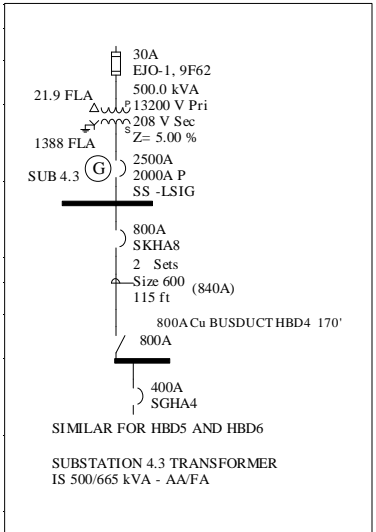 30A
EJO-1, 9F62
500.0 kVA
21.9 FLA
P
13200 V Pri
208 V Sec
S
Z= 5.00 %
1388 FLA
2500A
G
2000A P
SUB 4.3
SS -LSIG
800A
SKHA8
2 Sets
Size 600
(840A)
115 ft
800A Cu BUSDUCT HBD4 170'
800A
400A
SGHA4
SIMILAR FOR HBD5 AND HBD6
SUBSTATION 4.3 TRANSFORMER
IS 500/665 kVA - AA/FA